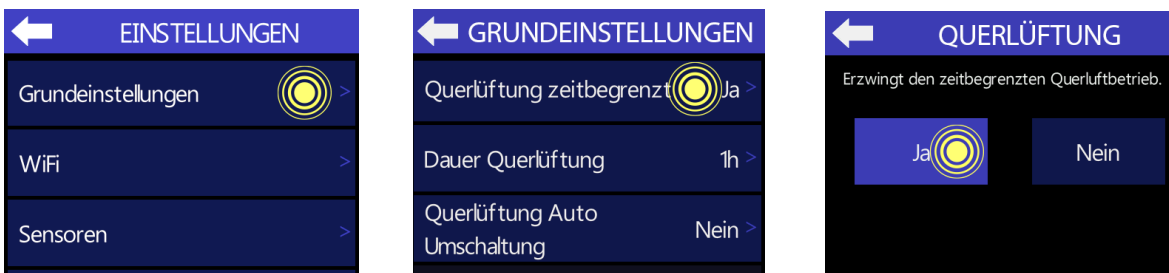 EINSTELLUNGEN
Grundeinstellungen >
WiFi >
Sensoren >
GRUNDEINSTELLUNGEN
Querlüftung zeitbegrenzt Ja >
Dauer Querlüftung 1h >
Querlüftung Auto
Umschaltung Nein >
QUERLÜFTUNG
Erzwingt den zeitbegrenzten Querluftbetrieb.
Ja Nein